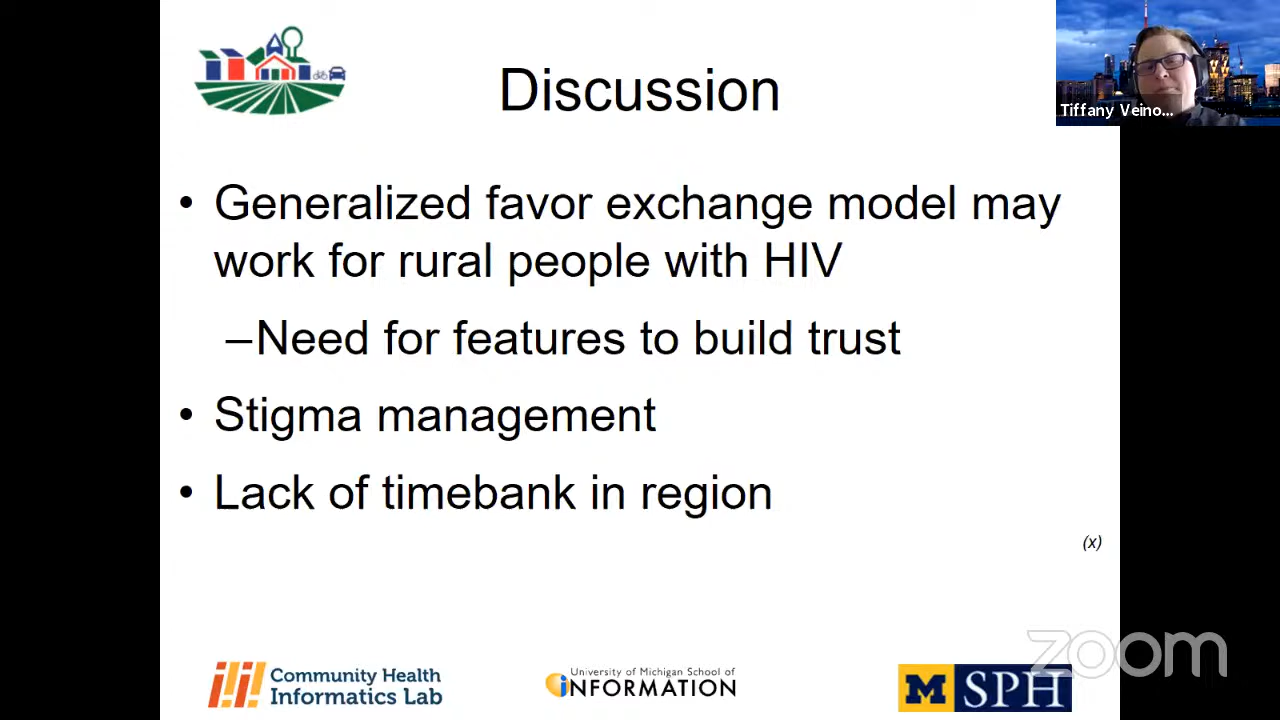 Discussion
Tiffany Veino...
• Generalized favor exchange model may
work for rural people with HIV
–Need for features to build trust
• Stigma management
• Lack of timebank in region
(x)
zoom
Community Health
Informatics Lab
University of Michigan School of
iNFORMATION
M SPH